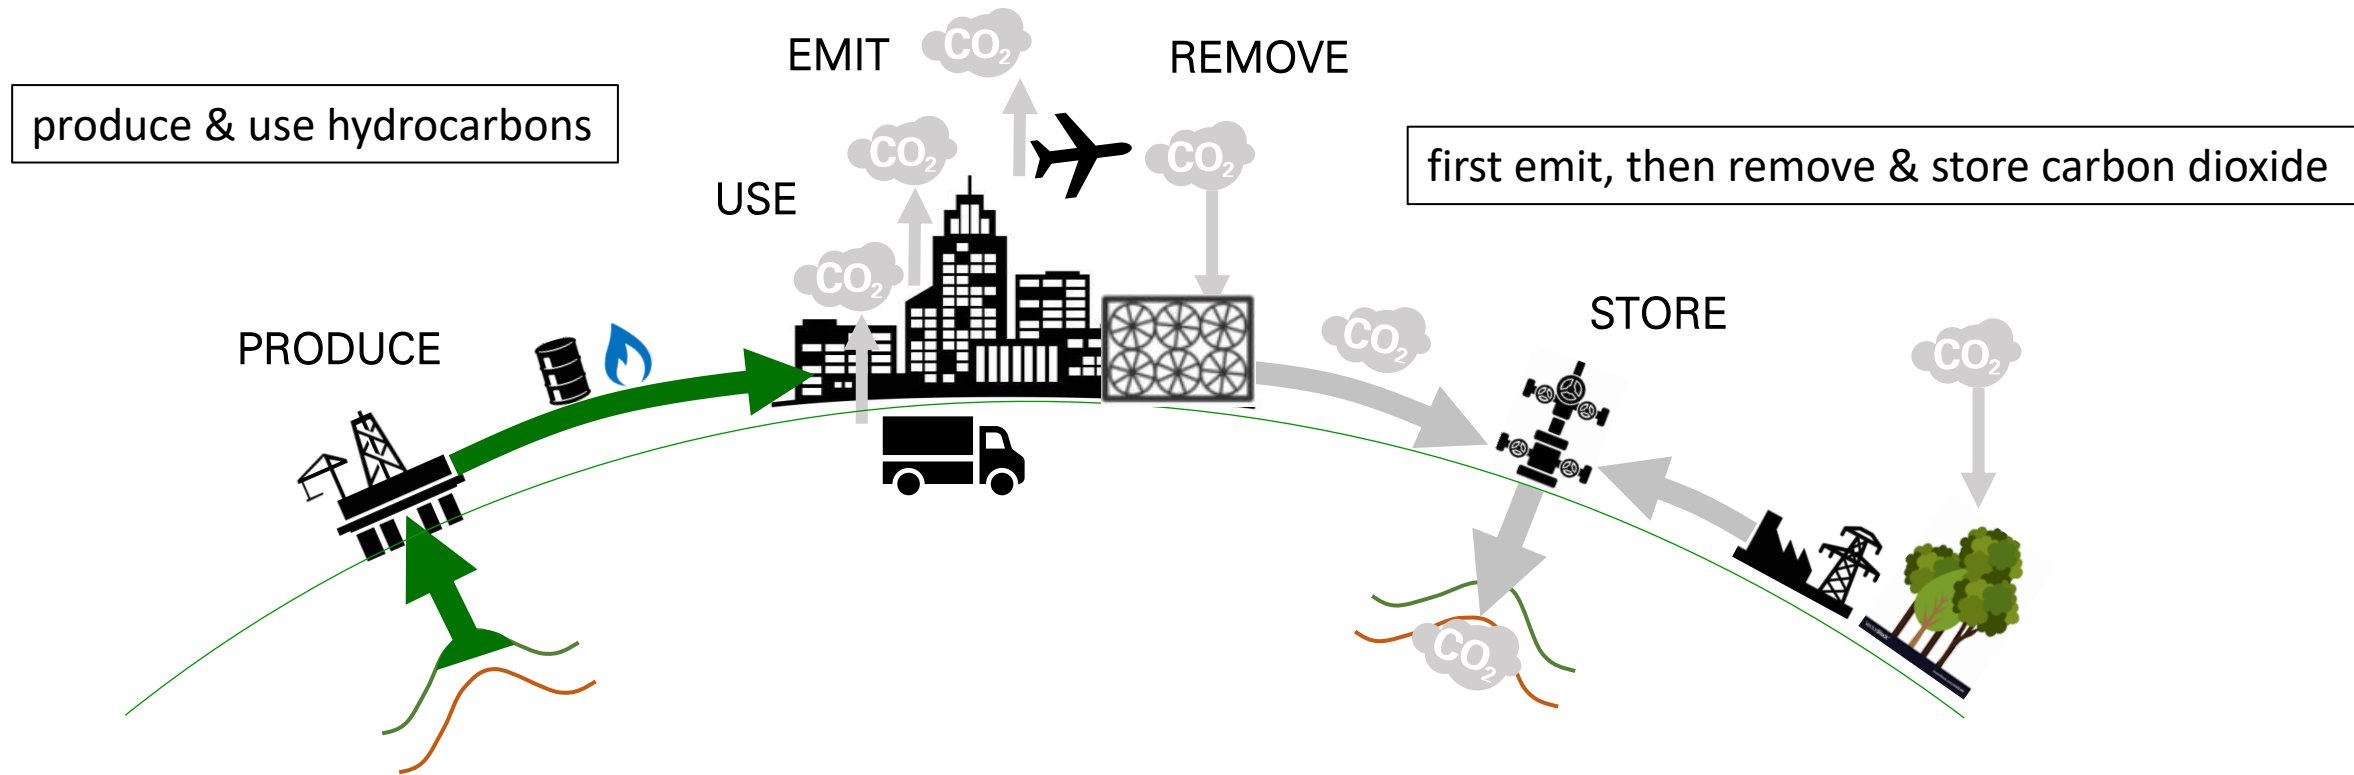 EMIT
CO2
REMOVE
produce & use hydrocarbons
CO2
CO2
first emit, then remove & store carbon dioxide
USE
CO2
PRODUCE
STORE
CO2
CO2
CO2